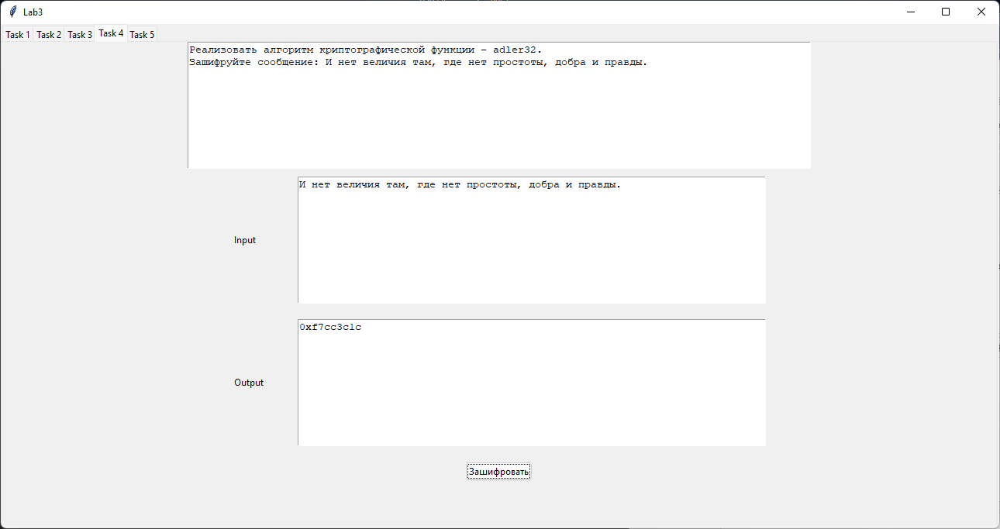 Lab3
Task 1 Task 2 Task 3 Task 4 Task 5
Реализовать алгоритм криптографической функции – adler32.
Зашифруйте сообщение: И нет величия там, где нет простоты, добра и правды.
Input
И нет величия там, где нет простоты, добра и правды.
Output
0xf7cc3c1c
Зашифровать